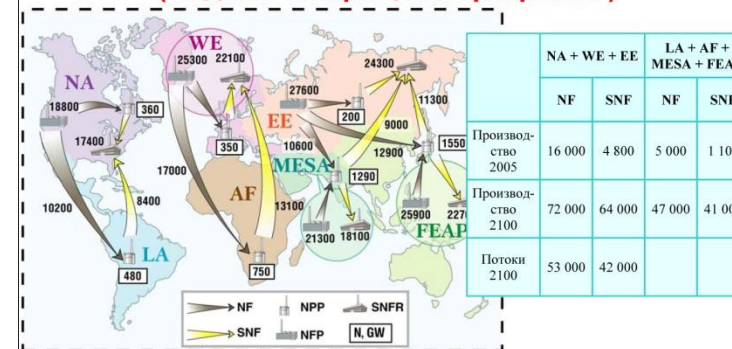 WE
25300 22100
NA
18800
360
17400
350
EE
27600
24300
200
11300
9000
12900
1550
10600
MESA
1290
17000
AF
13100
10200
8400
LA
480
750
21300 18100
25900
FEAP
NF NPP SNFR
SNF NFP N, GW
NA + WE + EE LA + AF +
NF SNF NF
Производ-
ство
2005
16 000 4 800 5 000
Производ-
ство
2100
72 000 64 000 47 000
Потоки
2100
53 000 42 000